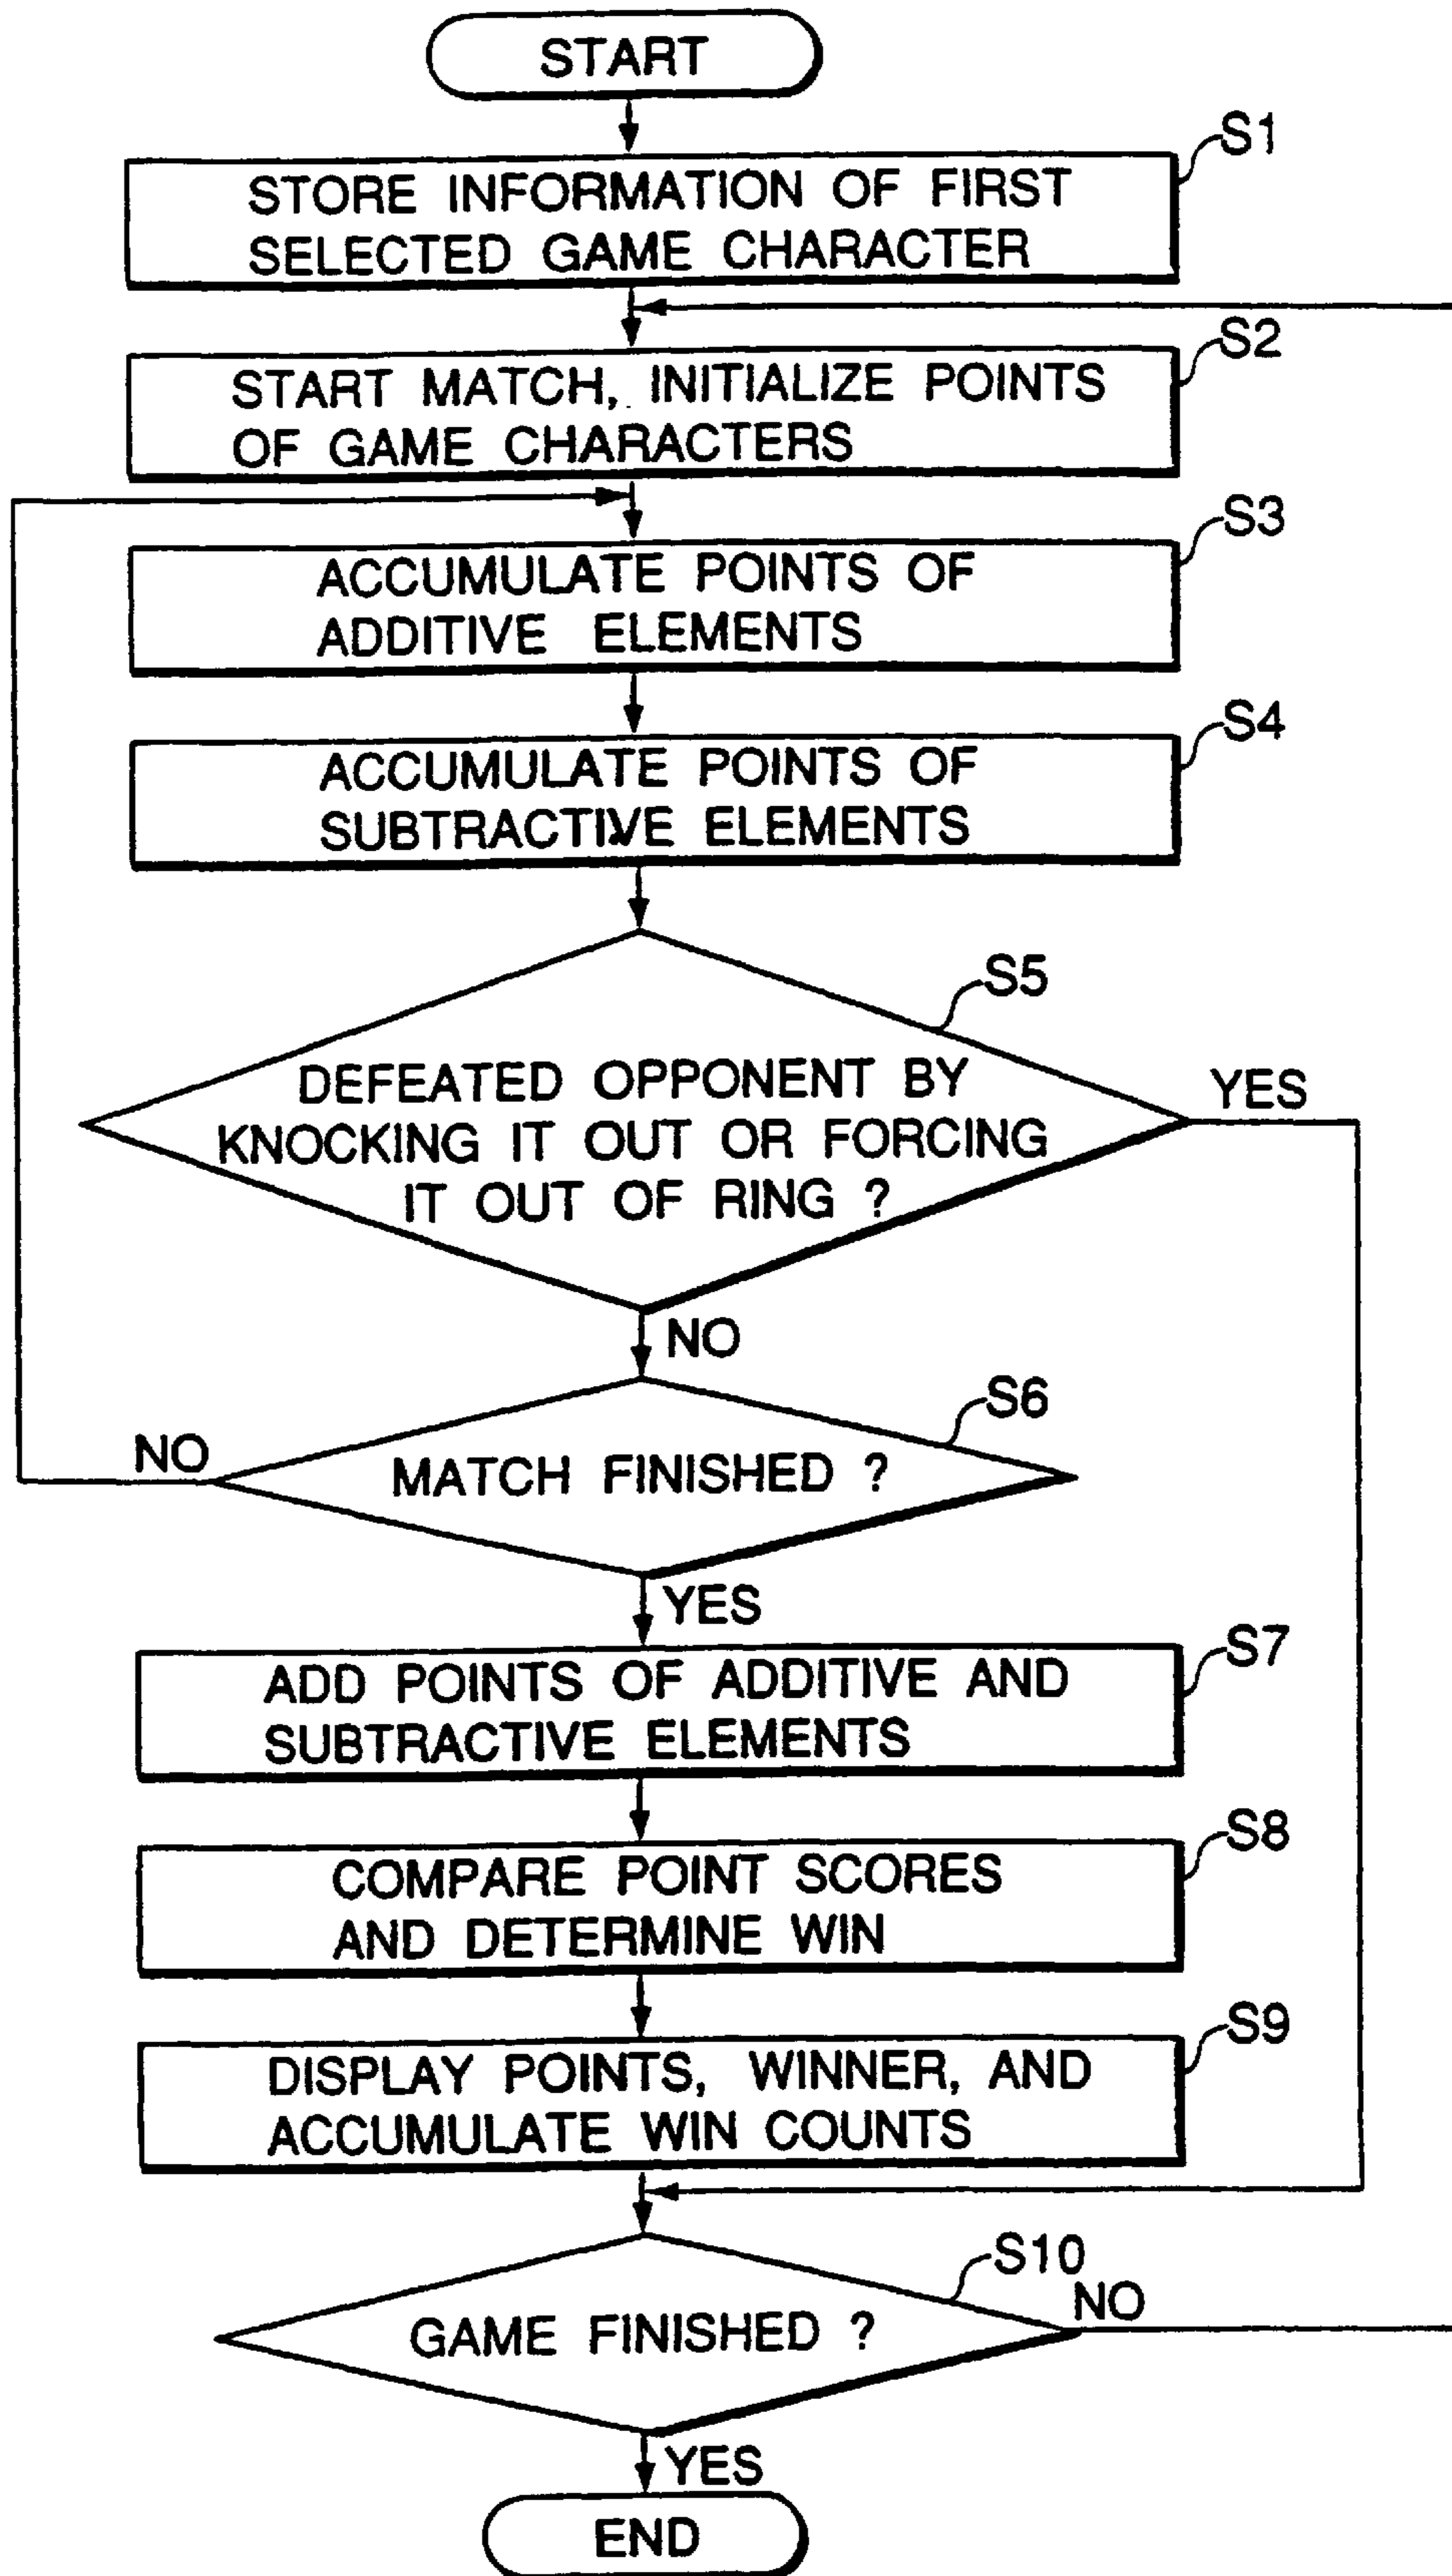 START
S1
STORE INFORMATION OF FIRST
SELECTED GAME CHARACTER
S2
START MATCH, INITIALIZE POINTS
OF GAME CHARACTERS
S3
ACCUMULATE POINTS OF
ADDITIVE ELEMENTS
S4
ACCUMULATE POINTS OF
SUBTRACTIVE ELEMENTS
S5
DEFEATED OPPONENT BY
KNOCKING IT OUT OR FORCING
IT OUT OF RING ?
YES
NO
S6
MATCH FINISHED ?
NO
YES
S7
ADD POINTS OF ADDITIVE AND
SUBTRACTIVE ELEMENTS
S8
COMPARE POINT SCORES
AND DETERMINE WIN
S9
DISPLAY POINTS, WINNER, AND
ACCUMULATE WIN COUNTS
S10
GAME FINISHED ?
NO
YES
END